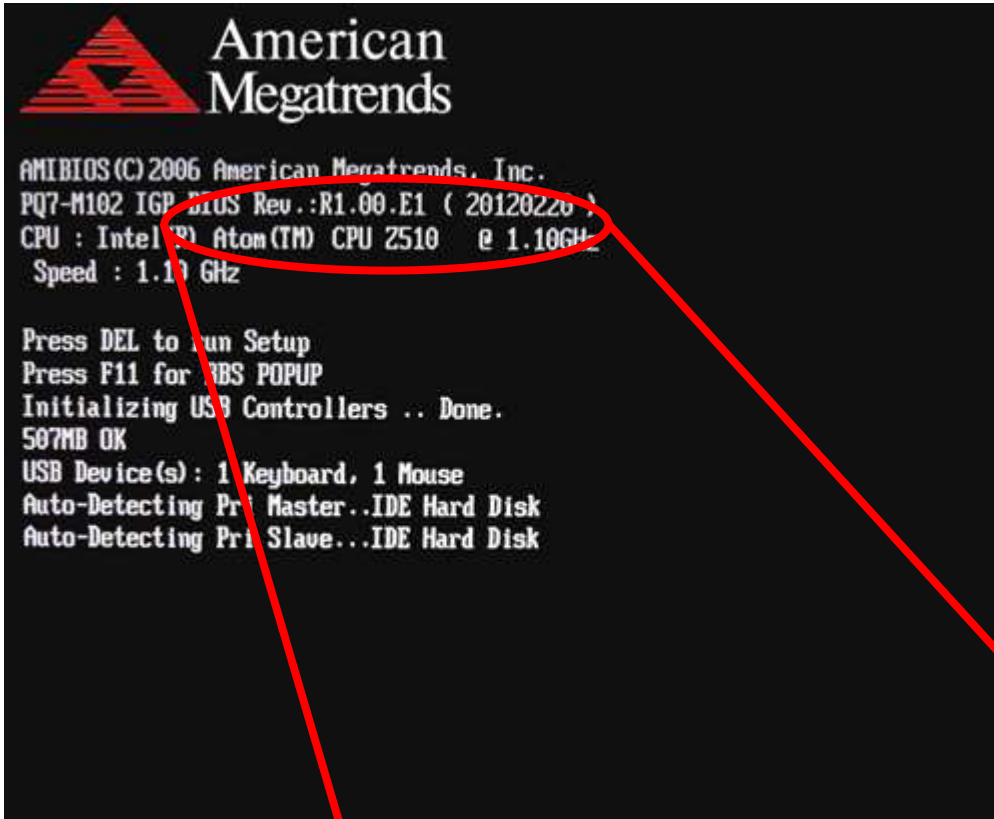 American
Megatrends
AMIBIOS(C)2006 American Megatrends, Inc.
PQ7-M102 IGP BIOS Rev.:R1.00.E1 ( 20120220 )
CPU : Intel(R) Atom(TM) CPU Z510 @ 1.10GHz
Speed : 1.10 GHz
Press DEL to run Setup
Press F11 for BBS POPUP
Initializing USB Controllers .. Done.
507MB OK
USB Device(s): 1 Keyboard, 1 Mouse
Auto-Detecting Pri Master..IDE Hard Disk
Auto-Detecting Pri Slave...IDE Hard Disk